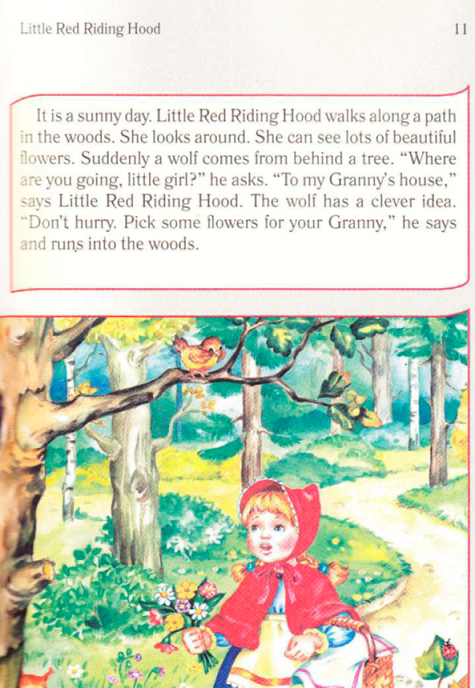 Little Red Riding Hood 11
It is a sunny day. Little Red Riding Hood walks along a path
in the woods. She looks around. She can see lots of beautiful
flowers. Suddenly a wolf comes from behind a tree. “Where
are you going, little girl?” he asks. “To my Granny’s house,”
says Little Red Riding Hood. The wolf has a clever idea.
“Don’t hurry. Pick some flowers for your Granny,” he says
and runs into the woods.